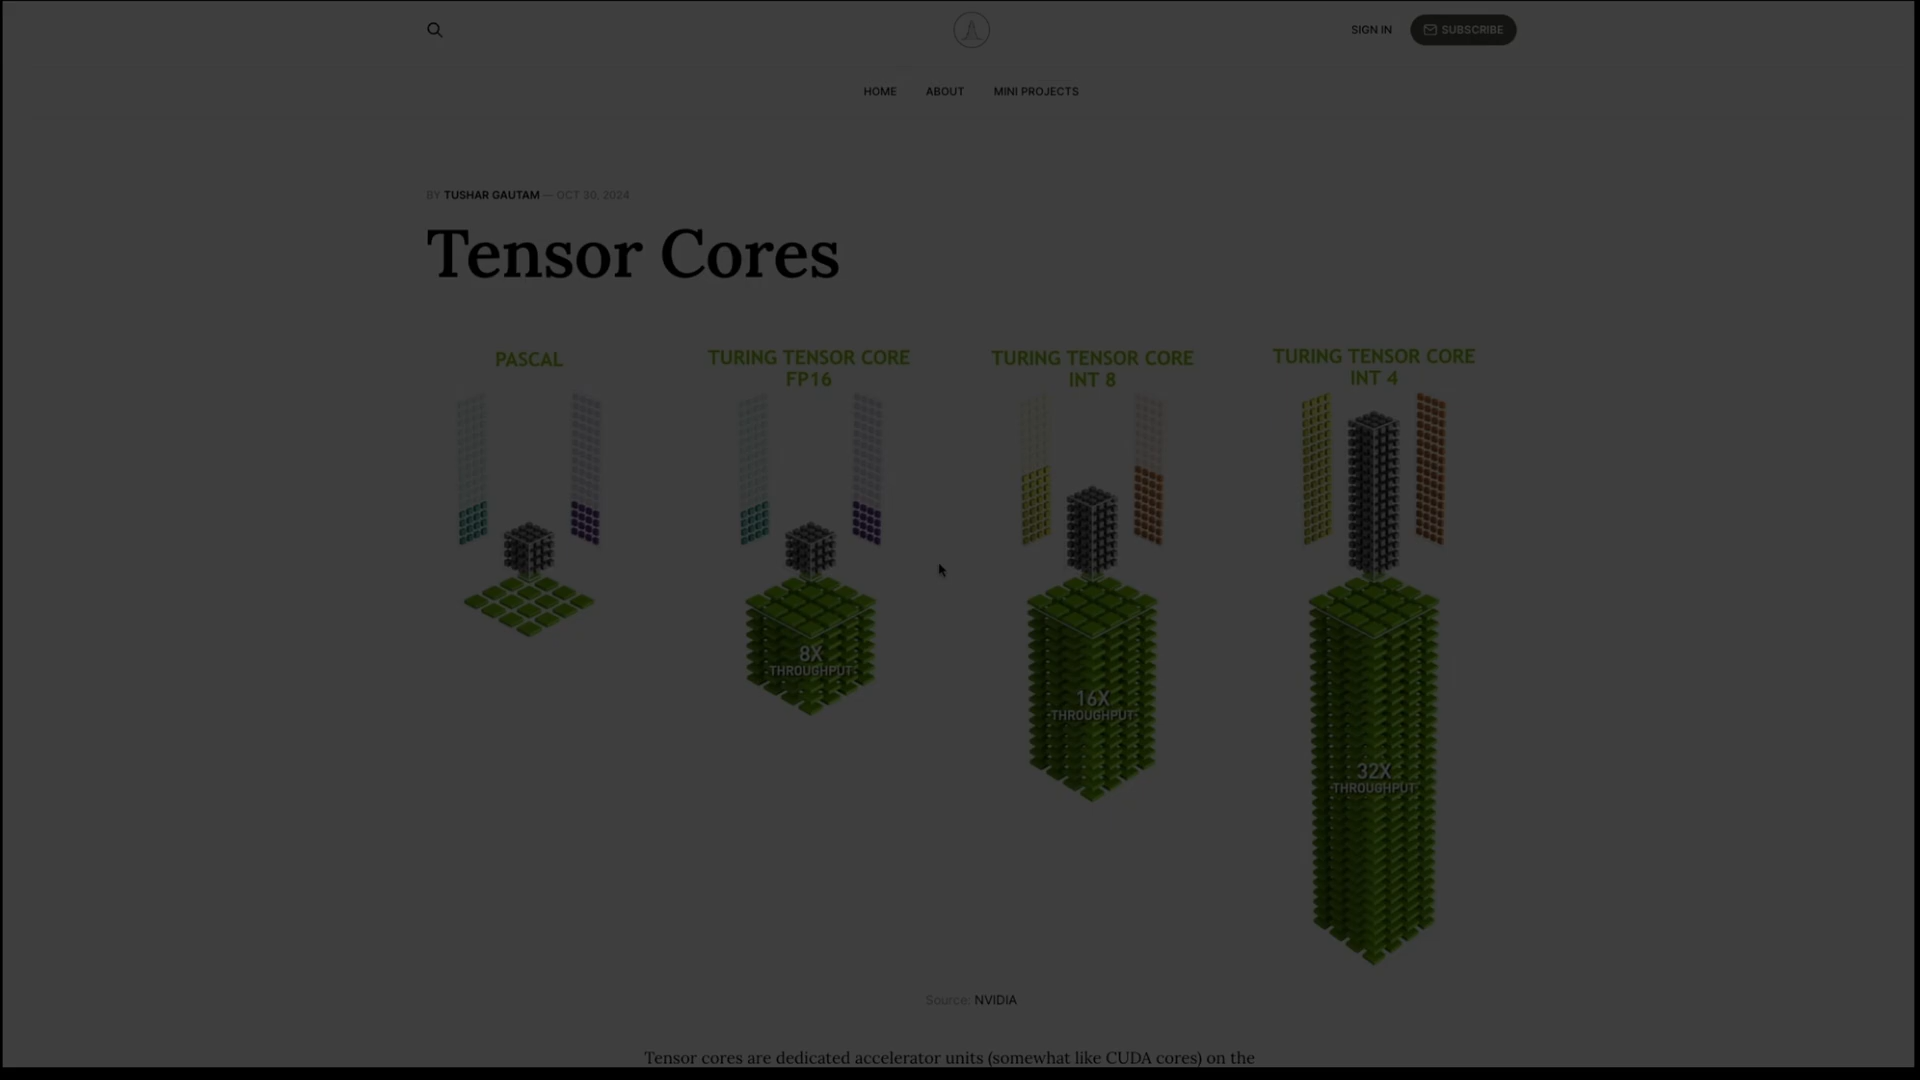 SIGN IN
SUBSCRIBE
HOME
ABOUT
MINI PROJECTS
BY TUSHAR GAUTAM — OCT 30, 2024
Tensor Cores
PASCAL
TURING TENSOR CORE
FP16
TURING TENSOR CORE
INT 8
TURING TENSOR CORE
INT 4
8X
THROUGHPUT
16X
THROUGHPUT
32X
THROUGHPUT
Source: NVIDIA
Tensor cores are dedicated accelerator units (somewhat like CUDA cores) on the